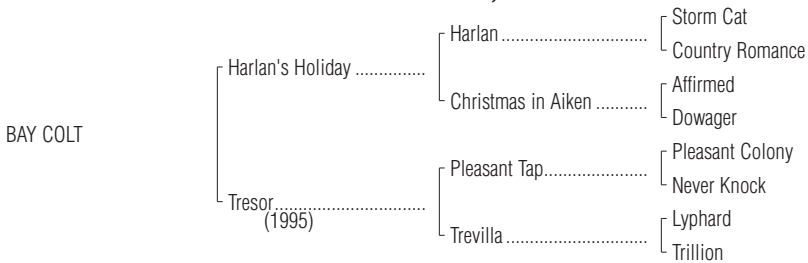 Storm Cat
Harlan ................................
Country Romance
Harlan's Holiday ...............
Affirmed
Christmas in Aiken ...........
Dowager
BAY COLT
Pleasant Colony
Pleasant Tap......................
Never Knock
Tresor................................
(1995)
Lyphard
Trevilla ..............................
Trillion